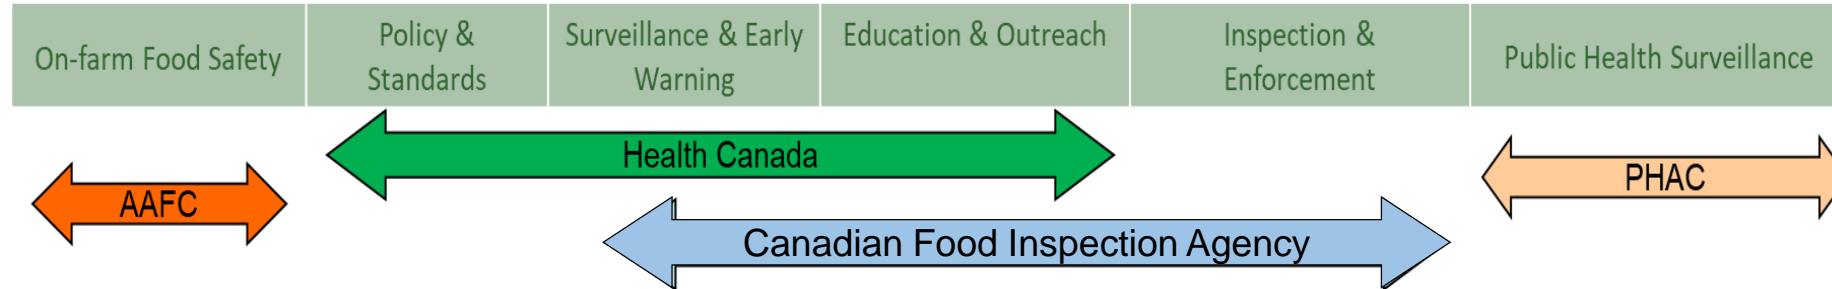 On-farm Food Safety
Policy &
Standards
Surveillance & Early
Warning
Education & Outreach
Inspection &
Enforcement
Public Health Surveillance
Health Canada
AAFC
PHAC
Canadian Food Inspection Agency